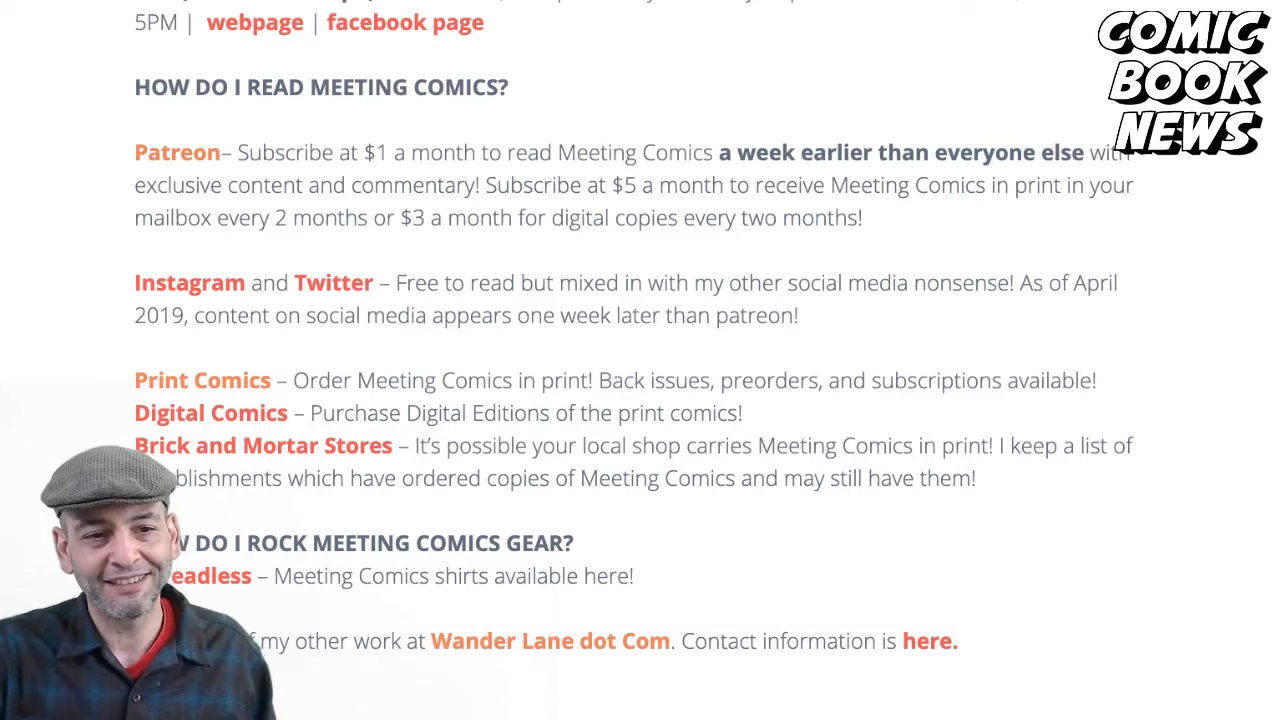 5PM | webpage | facebook page
COMIC
BOOK
NEWS
HOW DO I READ MEETING COMICS?
Patreon– Subscribe at $1 a month to read Meeting Comics a week earlier than everyone else with
exclusive content and commentary! Subscribe at $5 a month to receive Meeting Comics in print in your
mailbox every 2 months or $3 a month for digital copies every two months!
Instagram and Twitter – Free to read but mixed in with my other social media nonsense! As of April
2019, content on social media appears one week later than patreon!
Print Comics – Order Meeting Comics in print! Back issues, preorders, and subscriptions available!
Digital Comics – Purchase Digital Editions of the print comics!
Brick and Mortar Stores – It’s possible your local shop carries Meeting Comics in print! I keep a list of
blishments which have ordered copies of Meeting Comics and may still have them!
W DO I ROCK MEETING COMICS GEAR?
eadless – Meeting Comics shirts available here!
my other work at Wander Lane dot Com. Contact information is here.